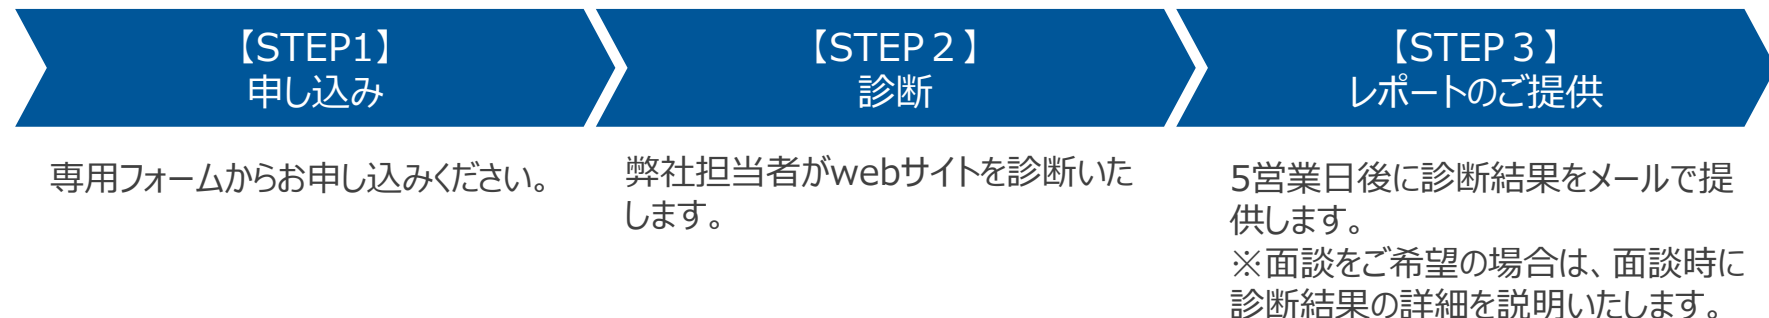 【STEP1】
申し込み
専用フォームからお申し込みください。
【STEP２】
診断
弊社担当者がwebサイトを診断いた
します。
【STEP３】
レポートのご提供
5営業日後に診断結果をメールで提
供します。
※面談をご希望の場合は、面談時に
診断結果の詳細を説明いたします。